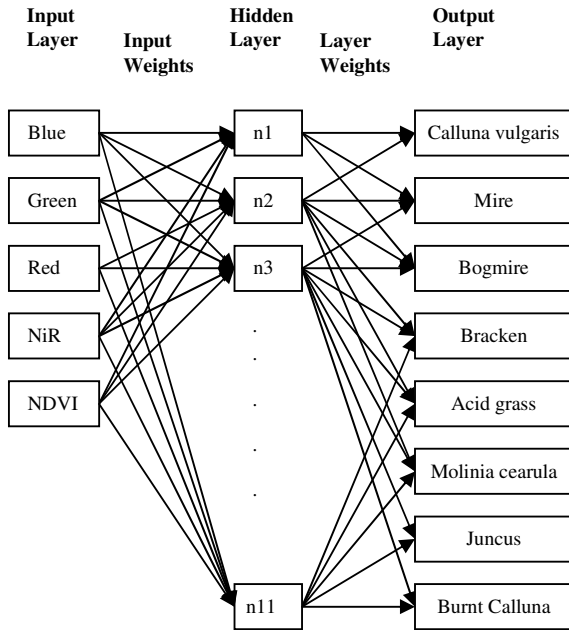 Input Layer
Input Weights
Hidden Layer
Layer Weights
Output Layer
Blue
Green
Red
NiR
NDVI
n1
n2
n3
.
.
.
.
.
n11
Calluna vulgaris
Mire
Bogmire
Bracken
Acid grass
Molinia cearula
Juncus
Burnt Calluna